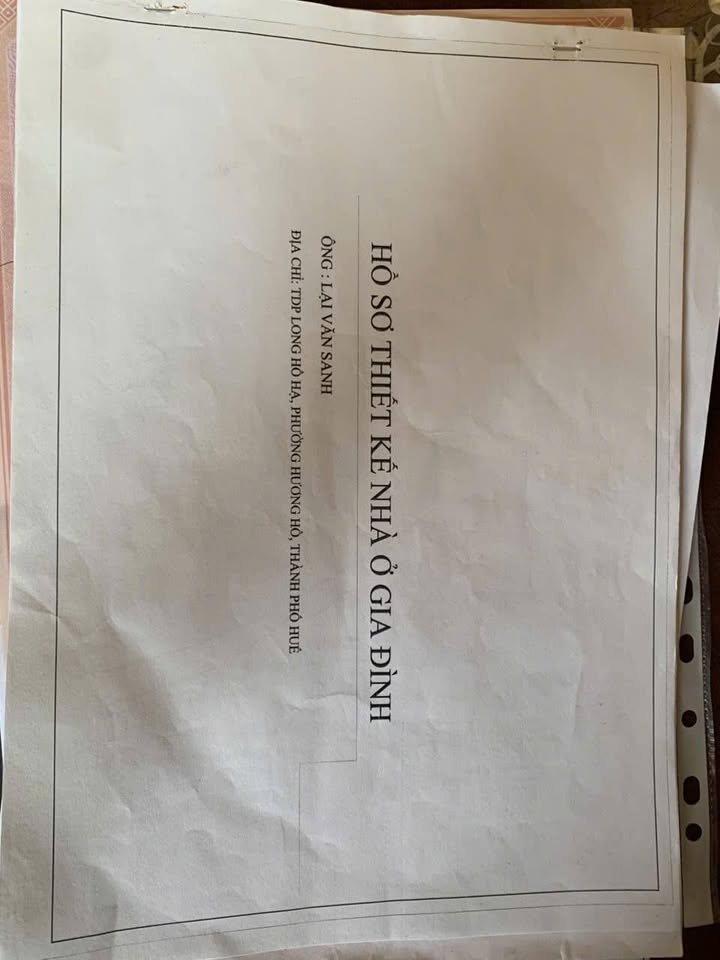 HỒ SƠ THIẾT KẾ NHÀ Ở GIA ĐÌNH
ÔNG : LẠI VĂN SANH
ĐỊA CHỈ: TDP LONG HỒ HẠ, PHƯỜNG HƯƠNG HỒ, THÀNH PHỐ HUẾ